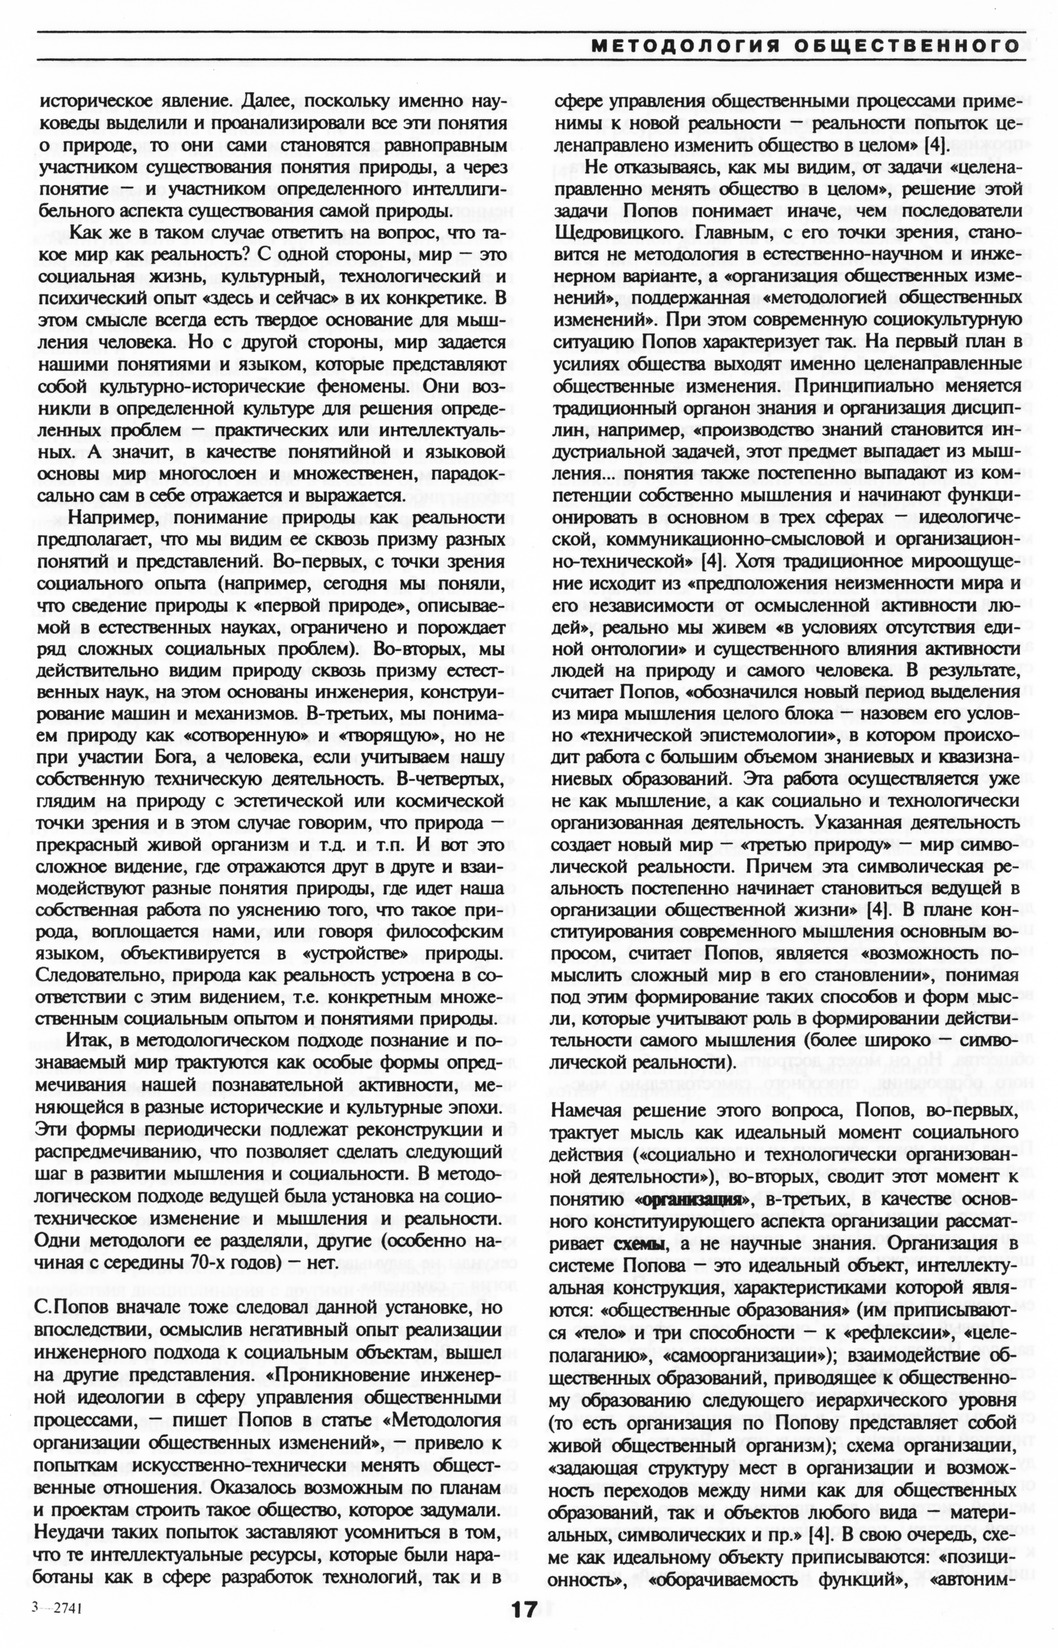 МЕТОДОЛОГИЯ ОБЩЕСТВЕННОГО
историческое явление. Далее, поскольку именно нау-
коведы выделили и проанализировали все эти понятия
о природе, то они сами становятся равноправным
участником существования понятия природы, а через
понятие — и участником определенного интеллиги-
бельного аспекта существования самой природы.
Как же в таком случае ответить на вопрос, что та-
кое мир как реальность? С одной стороны, мир — это
социальная жизнь, культурный, технологический и
психический опыт «здесь и сейчас» в их конкретике. В
этом смысле всегда есть твердое основание для мыш-
ления человека. Но с другой стороны, мир задается
нашими понятиями и языком, которые представляют
собой культурно-исторические феномены. Они воз-
никли в определенной культуре для решения опреде-
ленных проблем — практических или интеллектуаль-
ных. А значит, в качестве понятийной и языковой
основы мир многослоен и множественен, парадок-
сально сам в себе отражается и выражается.
Например, понимание природы как реальности
предполагает, что мы видим ее сквозь призму разных
понятий и представлений. Во-первых, с точки зрения
социального опыта (например, сегодня мы поняли,
что сведение природы к «первой природе», описывае-
мой в естественных науках, ограничено и порождает
ряд сложных социальных проблем). Во-вторых, мы
действительно видим природу сквозь призму естест-
венных наук, на этом основаны инженерия, конструи-
рование машин и механизмов. В-третьих, мы понима-
ем природу как «сотворенную» и «творящую», но не
при участии Бога, а человека, если учитываем нашу
собственную техническую деятельность. В-четвертых,
глядим на природу с эстетической или космической
точки зрения и в этом случае говорим, что природа —
прекрасный живой организм и т.д. и т.п. И вот это
сложное видение, где отражаются друг в друге и взаи-
модействуют разные понятия природы, где идет наша
собственная работа по уяснению того, что такое при-
рода, воплощается нами, или говоря философским
языком, объективируется в «устройстве» природы.
Следовательно, природа как реальность устроена в со-
ответствии с этим видением, т.е. конкретным множе-
ственным социальным опытом и понятиями природы.
Итак, в методологическом подходе познание и по-
знаваемый мир трактуются как особые формы опред-
мечивания нашей познавательной активности, ме-
няющейся в разные исторические и культурные эпохи.
Эти формы периодически подлежат реконструкции и
распредмечиванию, что позволяет сделать следующий
шаг в развитии мышления и социальности. В методо-
логическом подходе ведущей была установка на социо-
техническое изменение и мышления и реальности.
Одни методологи ее разделяли, другие (особенно на-
чиная с середины 70-х годов) — нет.
С.Попов вначале тоже следовал данной установке, но
впоследствии, осмыслив негативный опыт реализации
инженерного подхода к социальным объектам, вышел
на другие представления. «Проникновение инженер-
ной идеологии в сферу управления общественными
процессами, — пишет Попов в статье «Методология
организации общественных изменений», — привело к
попыткам искусственно-технически менять общест-
венные отношения. Оказалось возможным по планам
и проектам строить такое общество, которое задумали.
Неудачи таких попыток заставляют усомниться в том,
что те интеллектуальные ресурсы, которые были нара-
ботаны как в сфере разработок технологий, так и в
сфере управления общественными процессами приме-
нимы к новой реальности — реальности попыток це-
ленаправлено изменить общество в целом» [4].
Не отказываясь, как мы видим, от задачи «целена-
правленно менять общество в целом», решение этой
задачи Попов понимает иначе, чем последователи
Щедровицкого. Главным, с его точки зрения, стано-
вится не методология в естественно-научном и инже-
нерном варианте, а «организация общественных изме-
нений», поддержанная «методологией общественных
изменений». При этом современную социокультурную
ситуацию Попов характеризует так. На первый план в
усилиях общества выходят именно целенаправленные
общественные изменения. Принципиально меняется
традиционный органон знания и организация дисцип-
лин, например, «производство знаний становится ин-
дустриальной задачей, этот предмет выпадает из мыш-
ления... понятия также постепенно выпадают из ком-
петенции собственно мышления и начинают функци-
онировать в основном в трех сферах — идеологиче-
ской, коммуникационно-смысловой и организацион-
но-технической» [4]. Хотя традиционное мироощуще-
ние исходит из «предположения неизменности мира и
его независимости от осмысленной активности лю-
дей», реально мы живем «в условиях отсутствия еди-
ной онтологии» и существенного влияния активности
людей на природу и самого человека. В результате,
считает Попов, «обозначился новый период выделения
из мира мышления целого блока — назовем его услов-
но «технической эпистемологии», в котором происхо-
дит работа с большим объемом знаниевых и квазизна-
ниевых образований. Эта работа осуществляется уже
не как мышление, а как социально и технологически
организованная деятельность. Указанная деятельность
создает новый мир — «третью природу» — мир симво-
лической реальности. Причем эта символическая ре-
альность постепенно начинает становиться ведущей в
организации общественной жизни» [4]. В плане кон-
ституирования современного мышления основным во-
просом, считает Попов, является «возможность по-
мыслить сложный мир в его становлении», понимая
под этим формирование таких способов и форм мыс-
ли, которые учитывают роль в формировании действи-
тельности самого мышления (более широко — симво-
лической реальности).
Намечая решение этого вопроса, Попов, во-первых,
трактует мысль как идеальный момент социального
действия («социально и технологически организован-
ной деятельности»), во-вторых, сводит этот момент к
понятию «организация», в-третьих, в качестве основ-
ного конституирующего аспекта организации рассмат-
ривает схемы, а не научные знания. Организация в
системе Попова — это идеальный объект, интеллекту-
альная конструкция, характеристиками которой явля-
ются: «общественные образования» (им приписывают-
ся «тело» и три способности — к «рефлексии», «целе-
полаганию», «самоорганизации»); взаимодействие об-
щественных образований, приводящее к общественно-
му образованию следующего иерархического уровня
(то есть организация по Попову представляет собой
живой общественный организм); схема организации,
«задающая структуру мест в организации и возмож-
ность переходов между ними как для общественных
образований, так и объектов любого вида — матери-
альных, символических и пр.» [4]. В свою очередь, схе-
ме как идеальному объекту приписываются: «позици-
онность», «оборачиваемость функций», «автоним-
3—2741
17